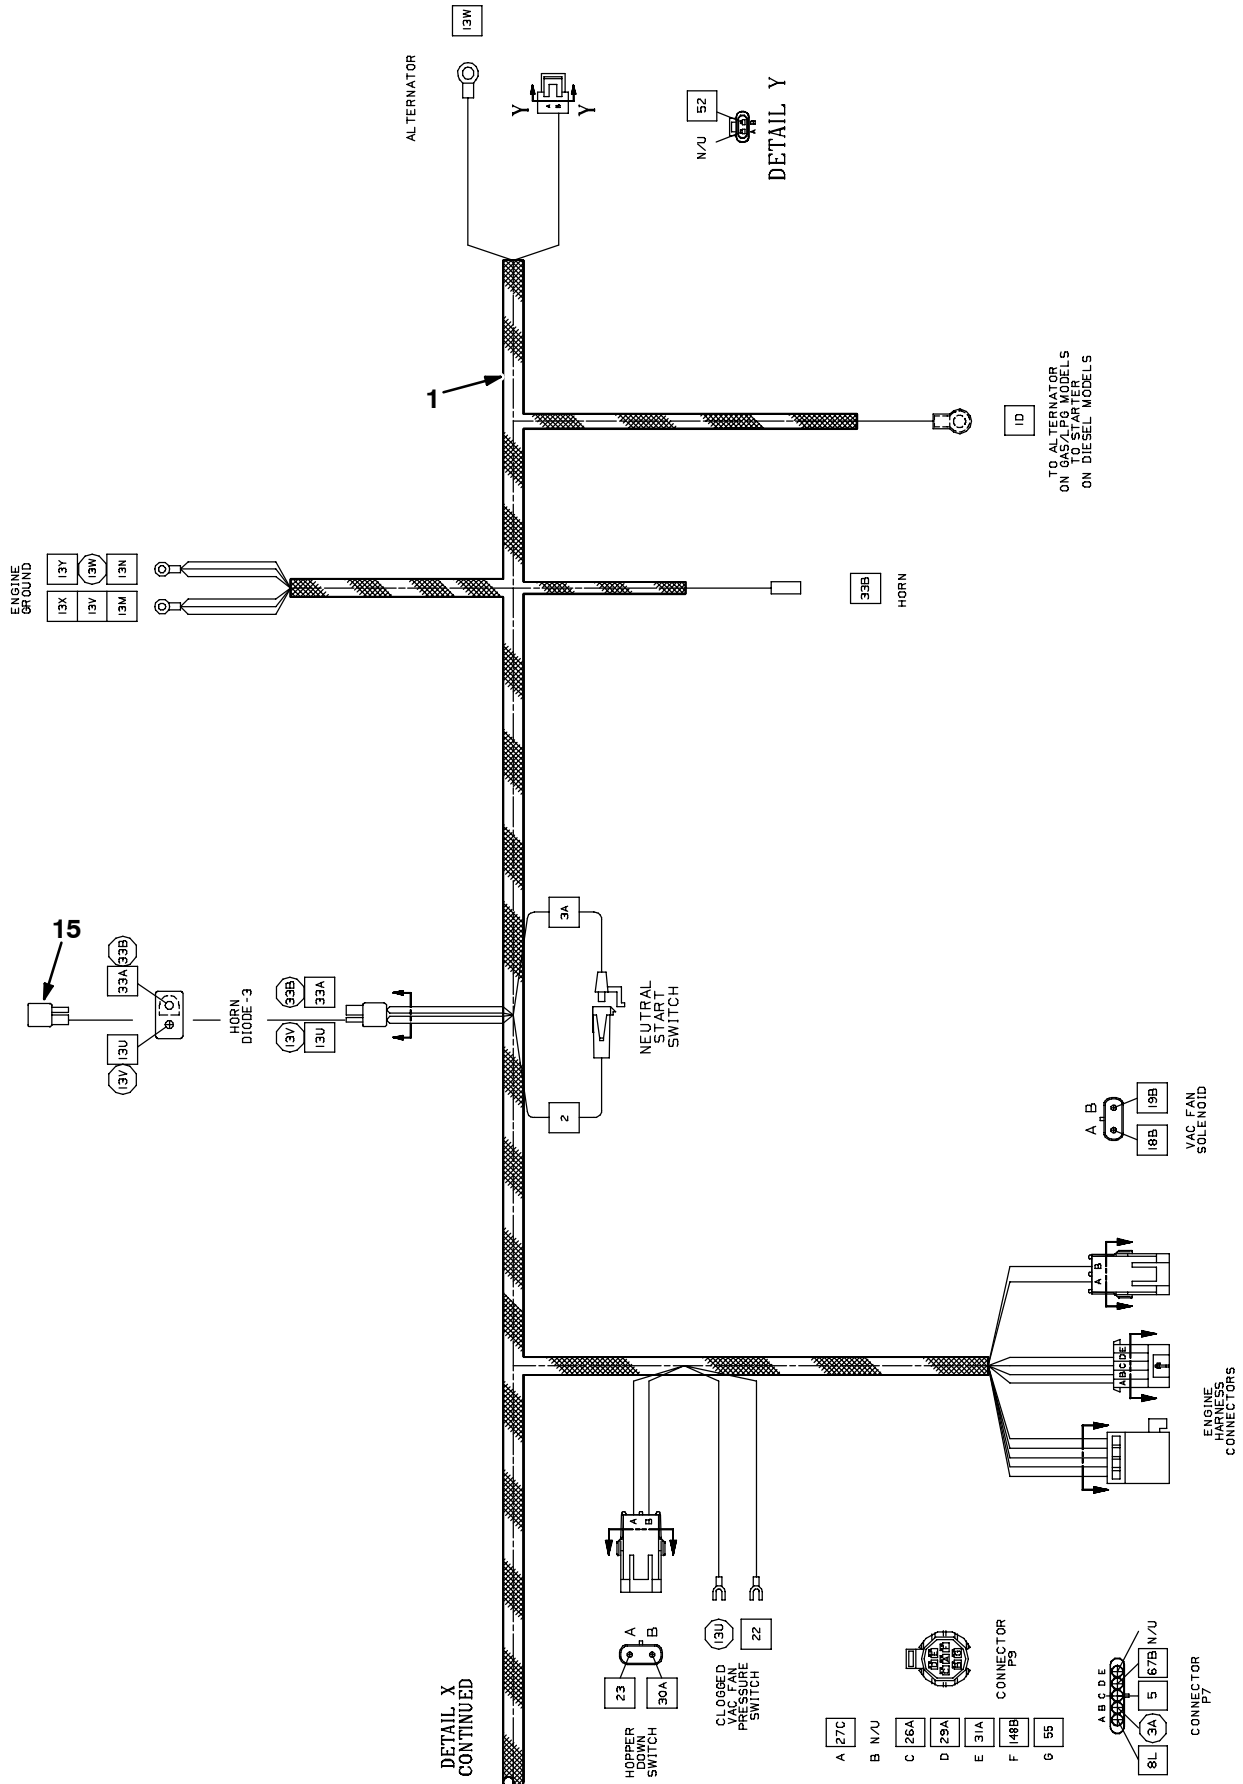 13W
ALTERNATOR
Y
Y
A
B
52
N/U
A B
DETAIL Y
1
1D
TO ALTERNATOR
ON GAS/LPG MODELS
TO STARTER
ON DIESEL MODELS
ENGINE
GROUND
13Y
13W
13N
13X
13V
13M
33B
HORN
15
33B
33A
13U
13V
HORN
DIODE-3
33B
33A
13V
13U
3A
2
NEUTRAL
START
SWITCH
A B
19B
18B
VAC FAN
SOLENOID
A B
A B C D E
ENGINE
HARNESS
CONNECTORS
DETAIL X
CONTINUED
A
B
A
B
23
30A
HOPPER
DOWN
SWITCH
13U
22
CLOGGED
VAC FAN
PRESSURE
SWITCH
CONNECTOR
P9
A 27C
B N/U
C 26A
D 29A
E 31A
F 148B
G 55
A B C D E
8L
3A
5
67B
N/U
CONNECTOR
P7